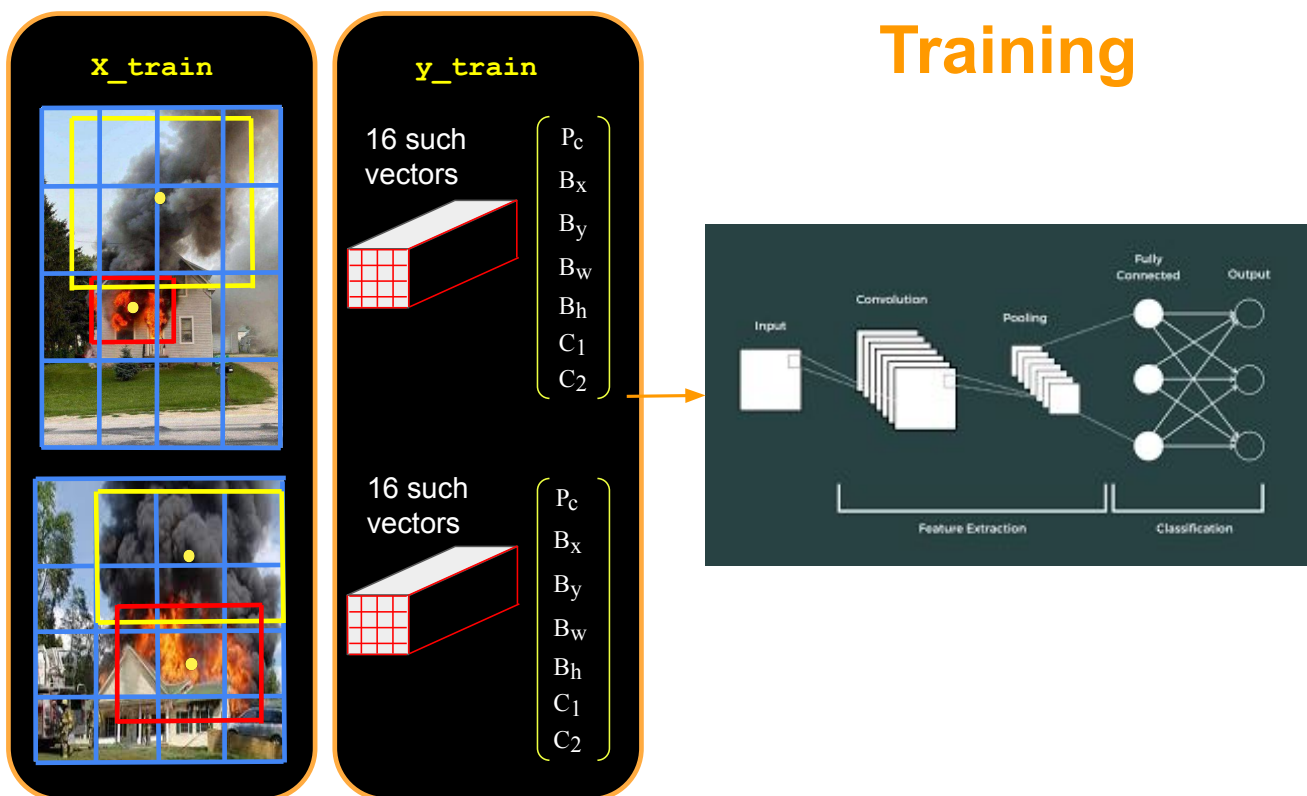 Training
X_train
y_train
16 such
vectors
Pc
Bx
By
Bw
Bh
C1
C2
16 such
vectors
Pc
Bx
By
Bw
Bh
C1
C2
Input
Convolution
Pooling
Fully
Connected
Output
Feature Extraction
Classification